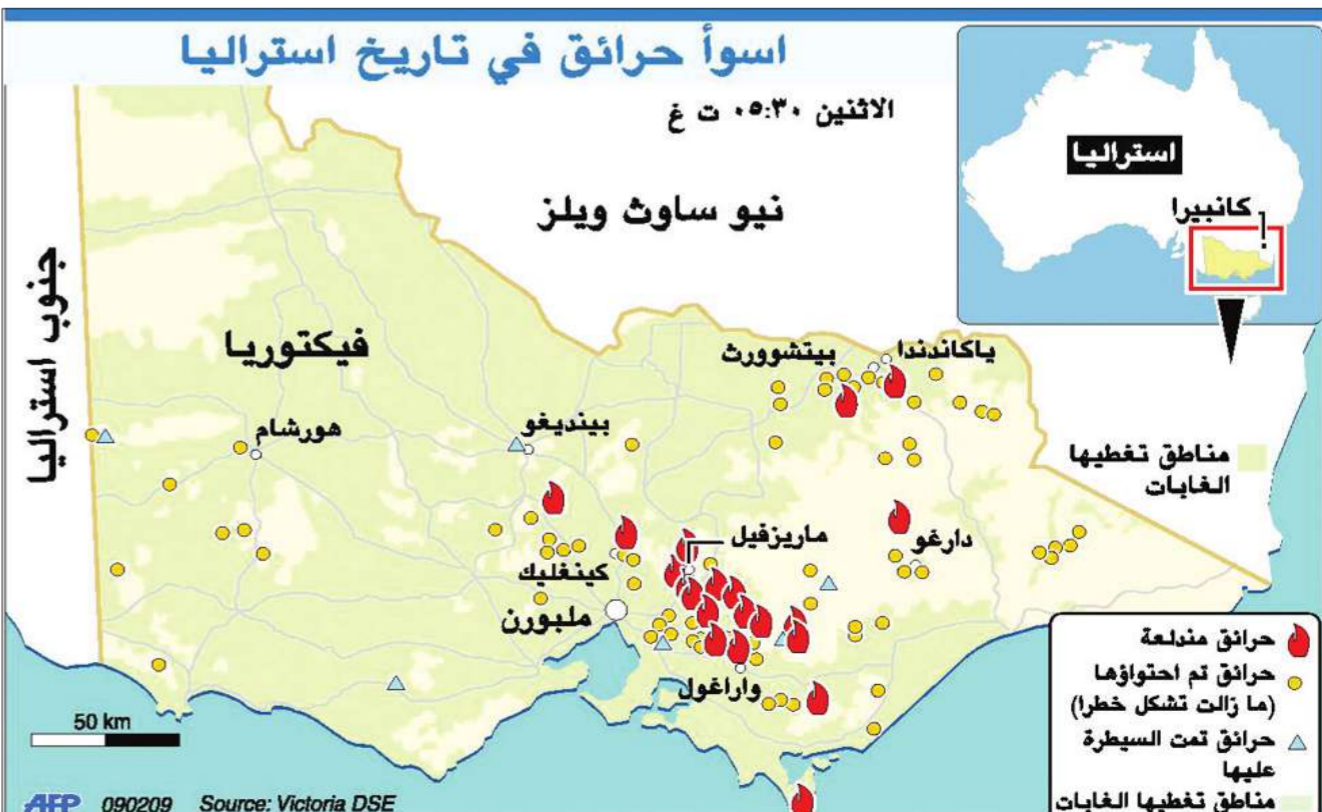 اسوأ حرائق في تاريخ استراليا
الاثنين ٠٥:٣٠ ت غ
استراليا
كانبيرا
نيو ساوث ويلز
جنوب استراليا
فيكتوريا
بيتشوورث
ياكاندندا
هورشام
بينديغو
مناطق تغطيها
الغابات
ماريزفيل
دارغو
كينغليك
ملبورن
واراغول
حرائق مندلعة
حرائق تم احتواؤها
(ما زالت تشكل خطرا)
حرائق تمت السيطرة
عليها
مناطق تغطيها الغابات
50 km
AFP 090209 Source: Victoria DSE